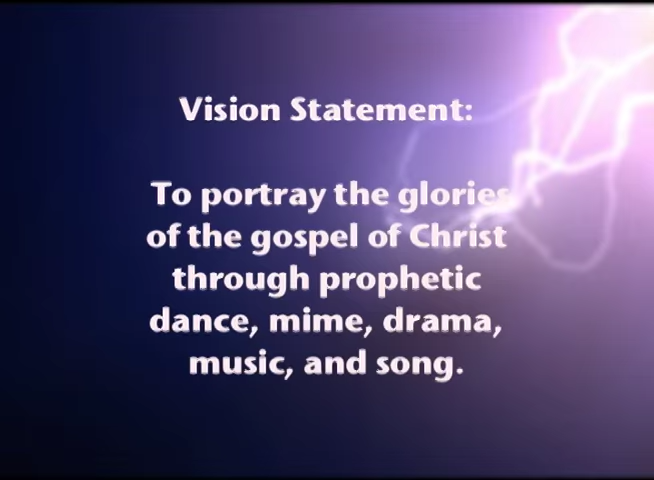 Vision Statement:
To portray the glories
of the gospel of Christ
through prophetic
dance, mime, drama,
music, and song.